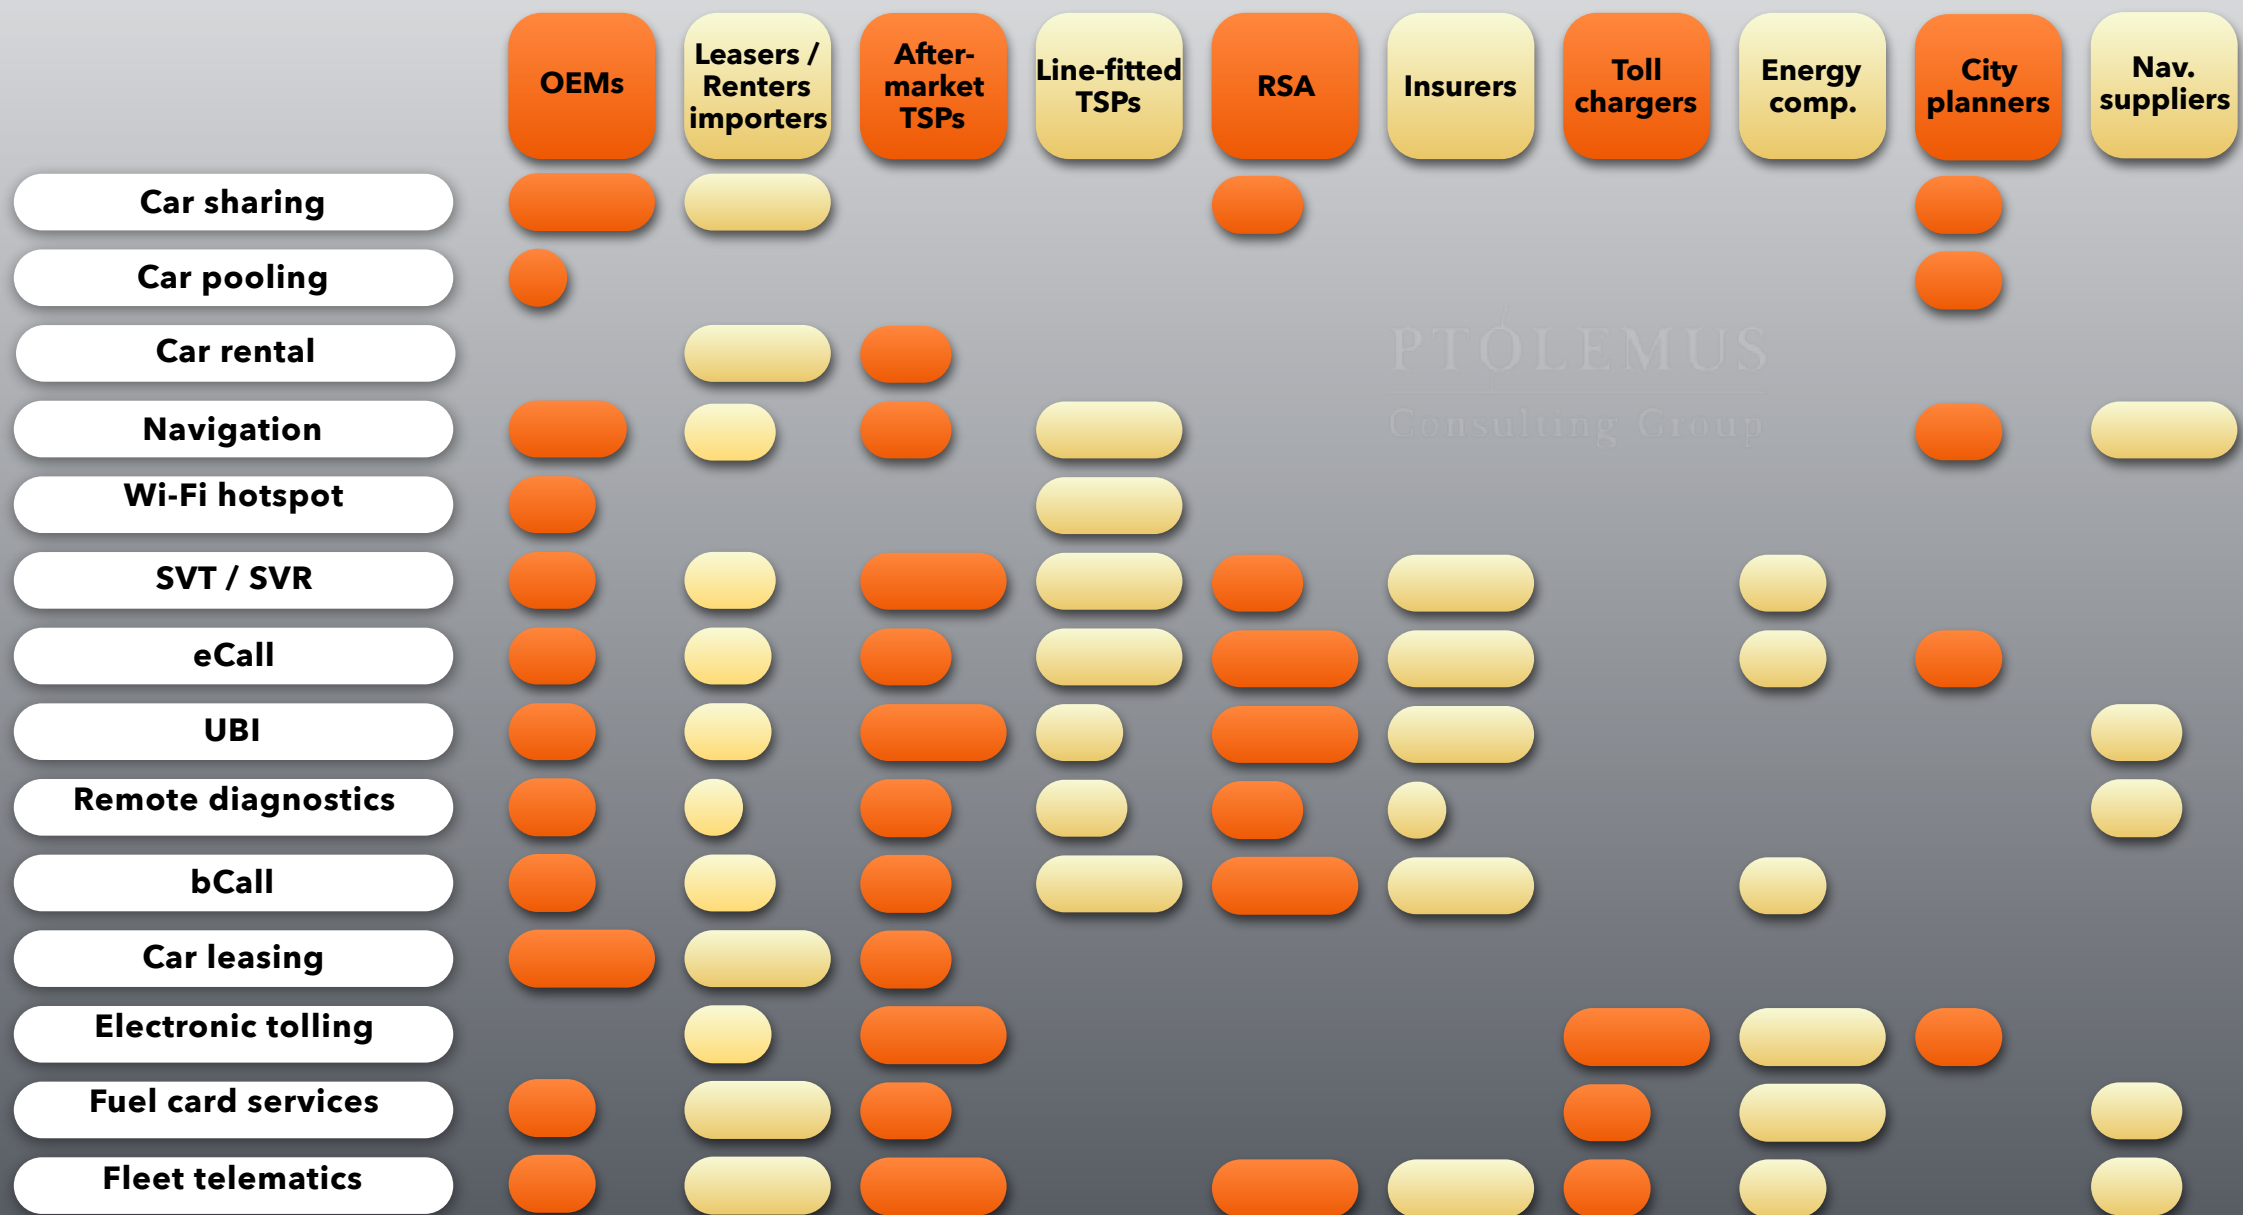 OEMs
Leasers /
Renters
importers
After-
market
TSPs
Line-fitted
TSPs
RSA
Insurers
Toll
chargers
Energy
comp.
City
planners
Nav.
suppliers
Car sharing
Car pooling
Car rental
PTOLEMUS
Consulting Group
Navigation
Wi-Fi hotspot
SVT / SVR
eCall
UBI
Remote diagnostics
bCall
Car leasing
Electronic tolling
Fuel card services
Fleet telematics